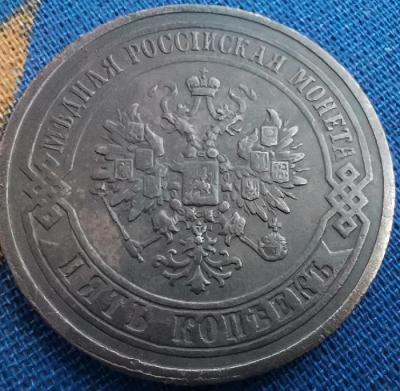 МѢДНАЯ РОССІЙСКАЯ МОНЕТА
ПЯТЬ КОПѢЕКЪ